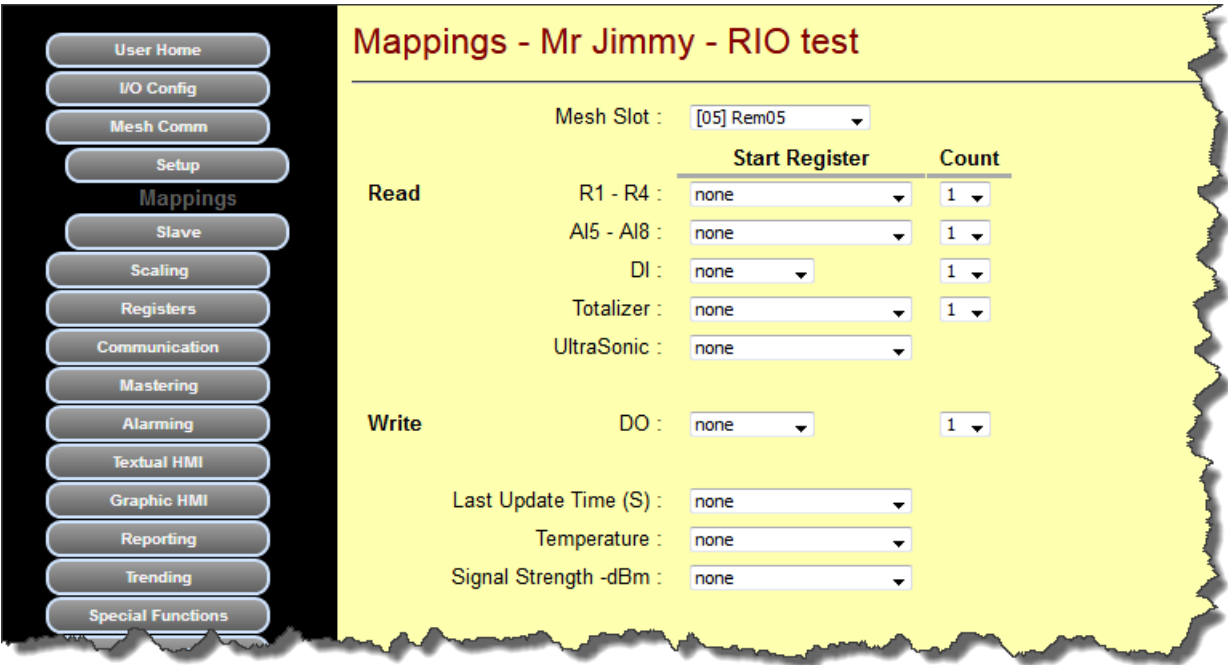 User Home
I/O Config
Mesh Comm
Setup
Mappings
Slave
Scaling
Registers
Communication
Mastering
Alarming
Textual HMI
Graphic HMI
Reporting
Trending
Special Functions
Mappings - Mr Jimmy - RIO test
Mesh Slot : [05] Rem05
Start Register Count
Read R1 - R4 : none 1
AI5 - AI8 : none 1
DI : none 1
Totalizer : none 1
UltraSonic : none
Write DO : none 1
Last Update Time (S) : none
Temperature : none
Signal Strength -dBm : none